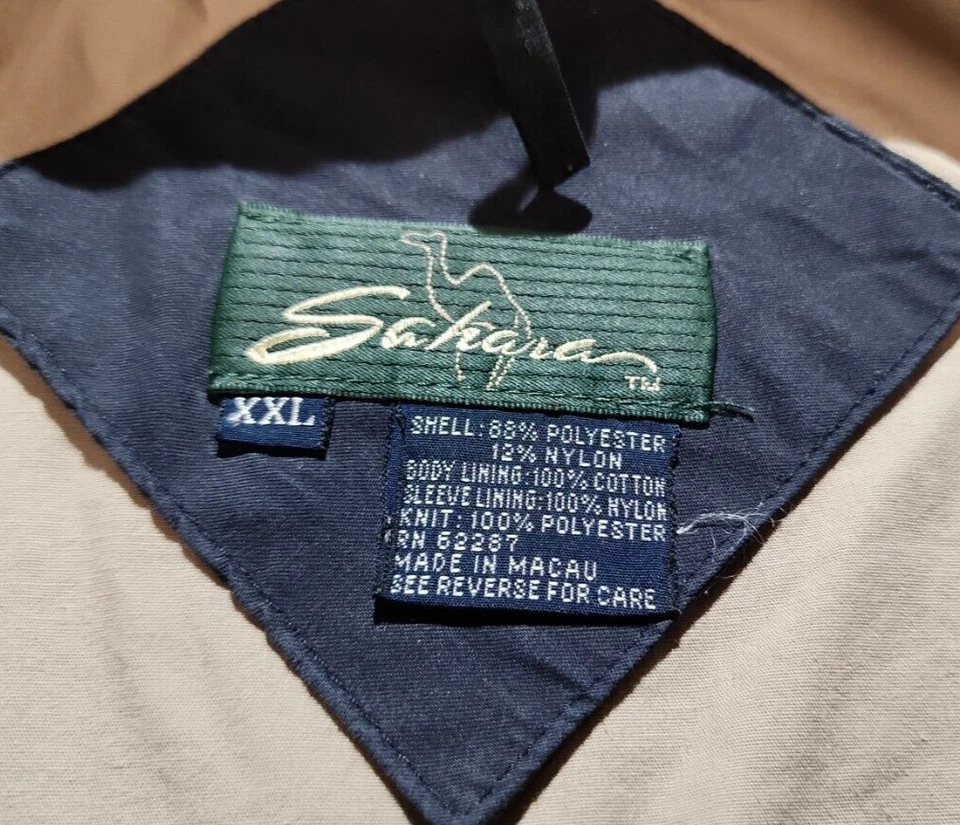 Sahara
TM
XXL
SHELL: 88% POLYESTER
12% NYLON
BODY LINING: 100% COTTON
SLEEVE LINING: 100% NYLON
KNIT: 100% POLYESTER
RN 62287
MADE IN MACAU
SEE REVERSE FOR CARE